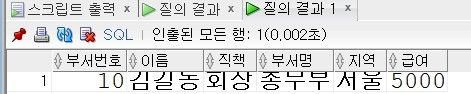 스크립트 출력 x 질의 결과 x 질의 결과 1 x
SQL | 인출된 모든 행: 1(0,002초)
부서번호 이름 직책 부서명 지역 급여
1 10 김길동 회장 총무부 서울 5000